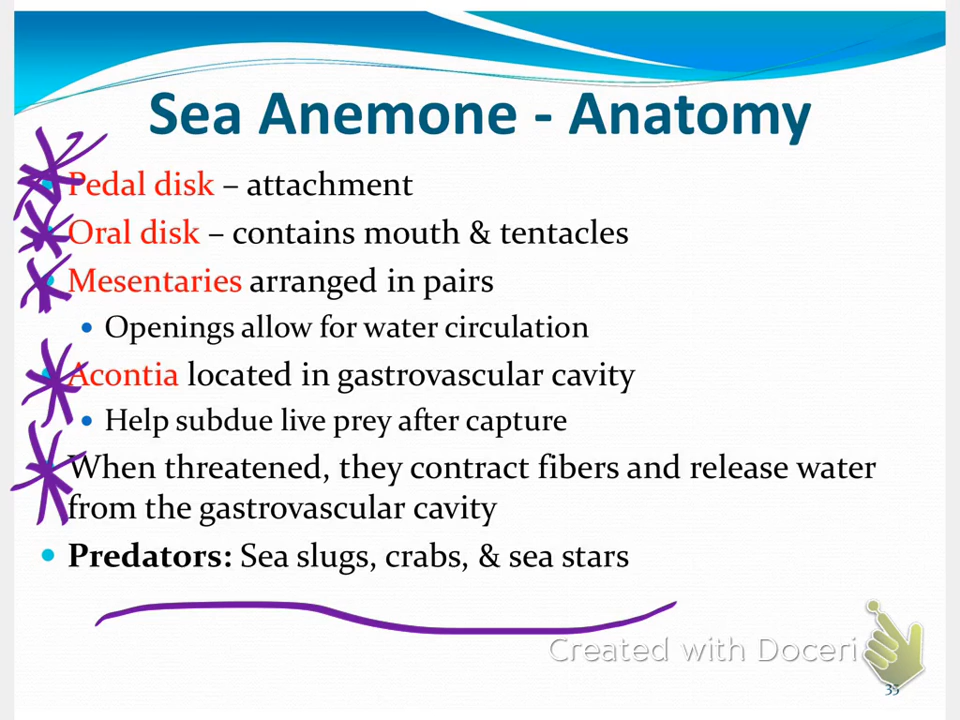 Sea Anemone - Anatomy
• Pedal disk – attachment
• Oral disk – contains mouth & tentacles
• Mesentaries arranged in pairs
• Openings allow for water circulation
• Acontia located in gastrovascular cavity
• Help subdue live prey after capture
• When threatened, they contract fibers and release water
from the gastrovascular cavity
• Predators: Sea slugs, crabs, & sea stars
Created with Doceri
35